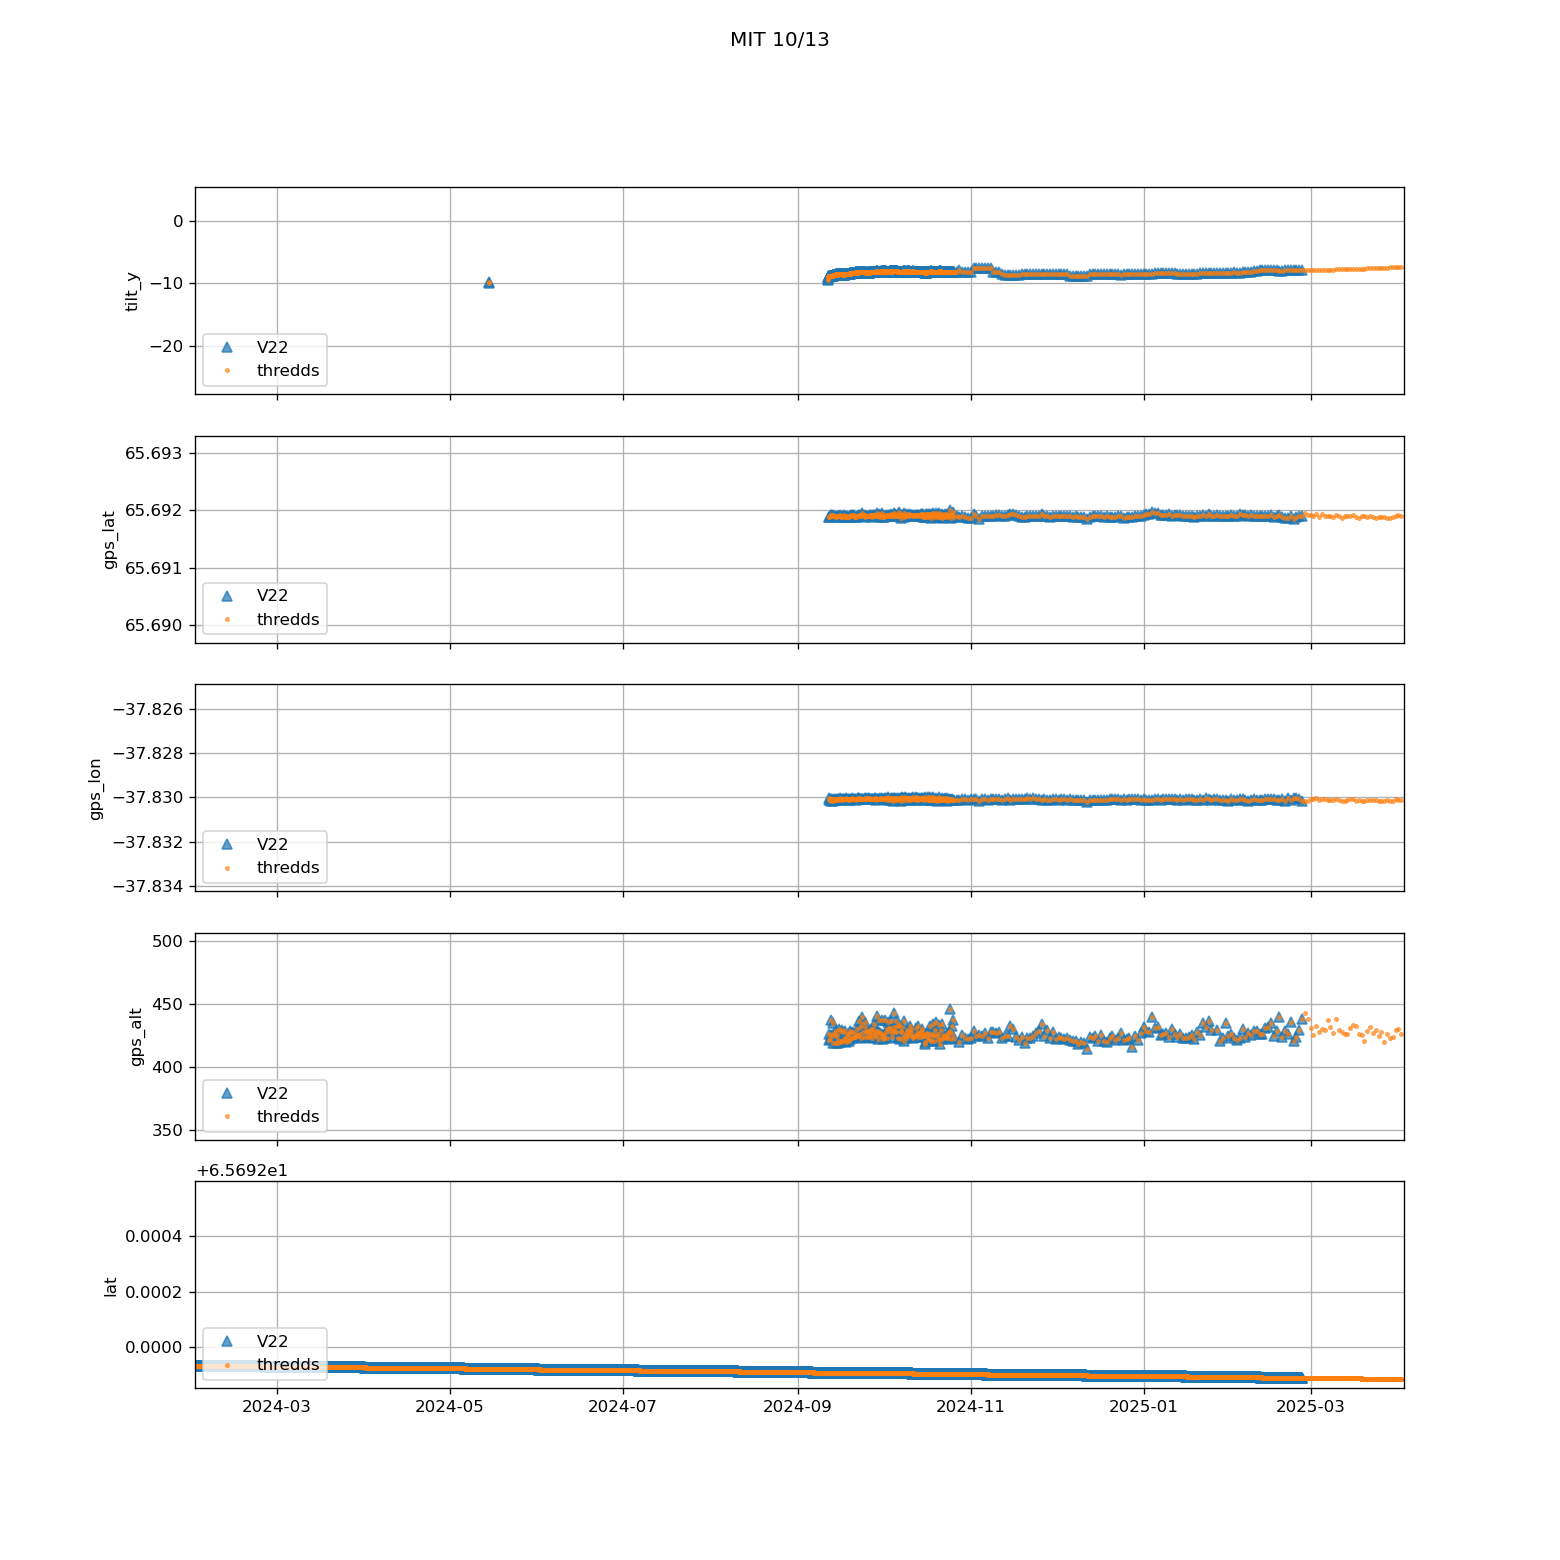 MIT 10/13
0
−10
−20
tilt_y
V22
thredds
65.693
65.692
65.691
65.690
gps_lat
V22
thredds
−37.826
−37.828
−37.830
−37.832
−37.834
gps_lon
V22
thredds
500
450
400
350
gps_alt
V22
thredds
+6.5692e1
0.0004
0.0002
0.0000
lat
V22
thredds
2024-03 2024-05 2024-07 2024-09 2024-11 2025-01 2025-03